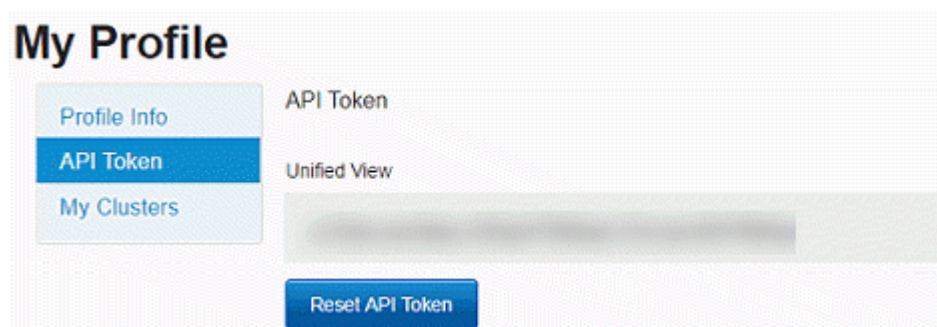 My Profile
Profile Info
API Token
My Clusters
API Token
Unified View
Reset API Token